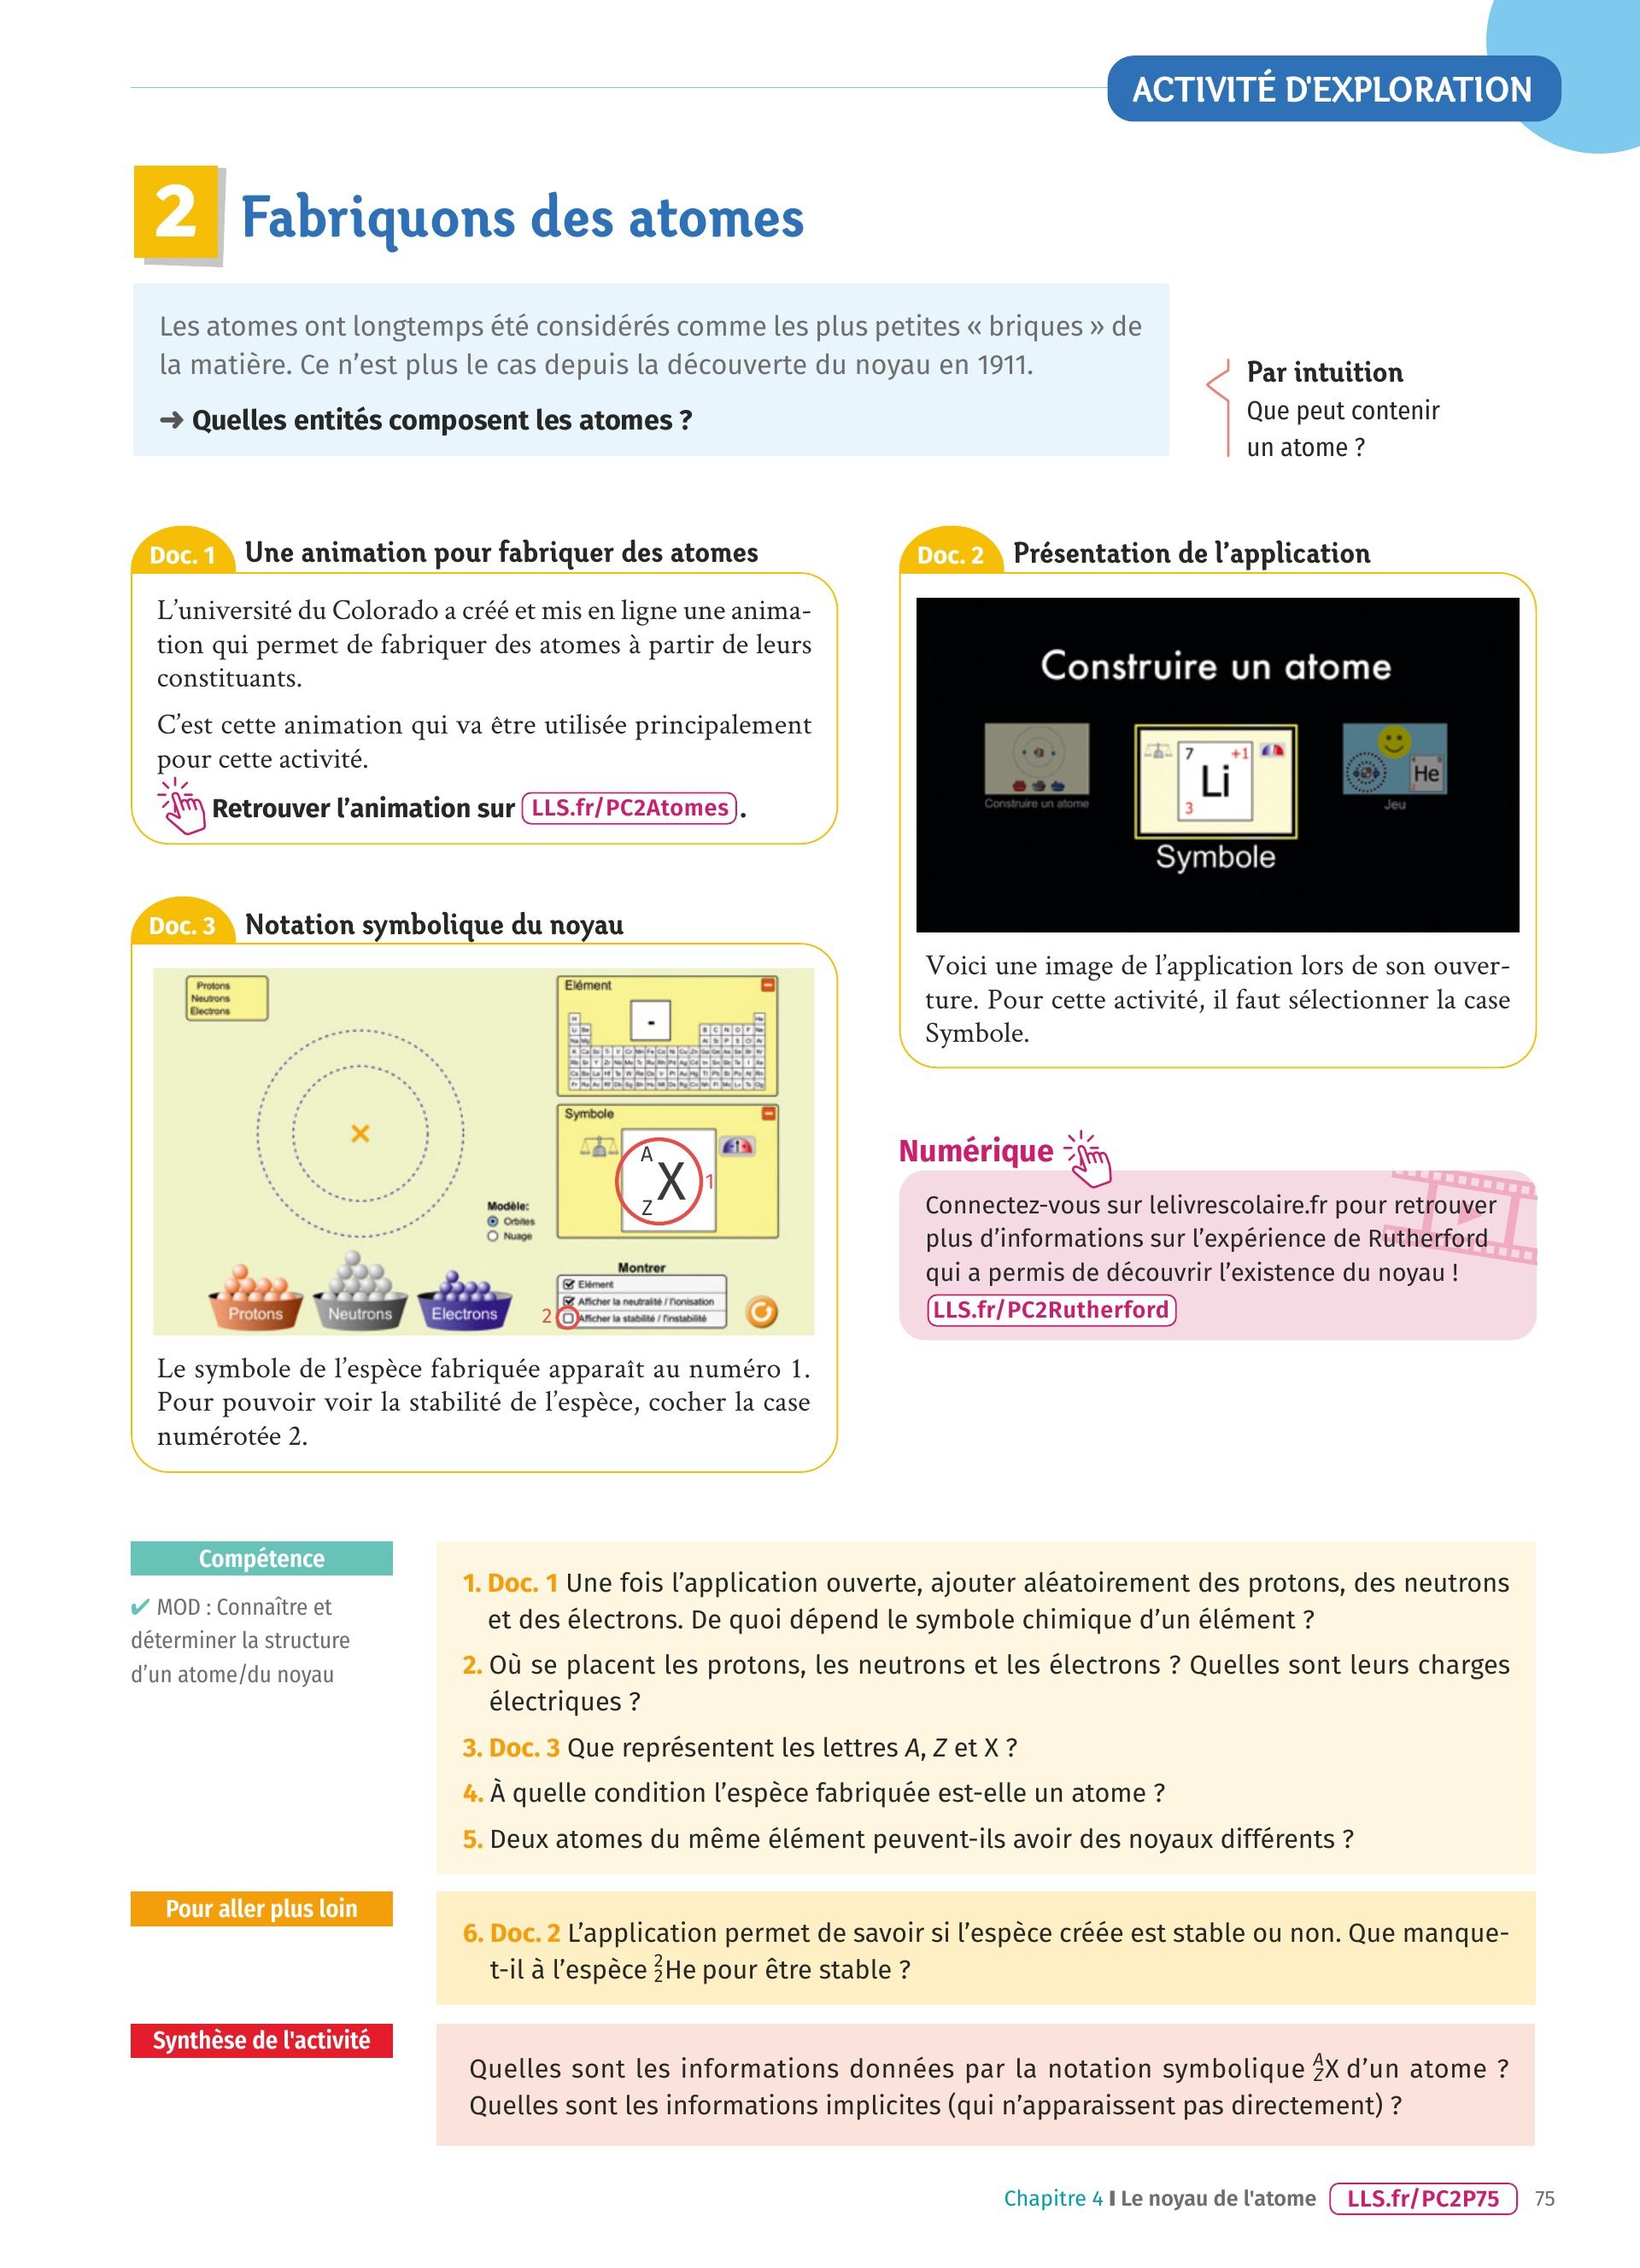 ACTIVITÉ D'EXPLORATION
2 Fabriquons des atomes
Les atomes ont longtemps été considérés comme les plus petites « briques » de
la matière. Ce n'est plus le cas depuis la découverte du noyau en 1911.
➜ Quelles entités composent les atomes ?
Par intuition
Que peut contenir
un atome ?
Doc. 1 Une animation pour fabriquer des atomes
L'université du Colorado a créé et mis en ligne une anima-
tion qui permet de fabriquer des atomes à partir de leurs
constituants.
C'est cette animation qui va être utilisée principalement
pour cette activité.
Retrouver l'animation sur LLS.fr/PC2Atomes.
Doc. 2 Présentation de l'application
Construire un atome
Construire un atome
7 +1
Li
3
Symbole
He
Jeu
Voici une image de l'application lors de son ouver-
ture. Pour cette activité, il faut sélectionner la case
Symbole.
Doc. 3 Notation symbolique du noyau
Protons
Neutrons
Electrons
Elément
-
Symbole
A
X
Z
1
Modèle:
Orbites
Nuage
Montrer
Elément
Afficher la neutralité / l'ionisation
2 Afficher la stabilité / l'instabilité
Protons Neutrons Electrons
Le symbole de l'espèce fabriquée apparaît au numéro 1.
Pour pouvoir voir la stabilité de l'espèce, cocher la case
numérotée 2.
Numérique
Connectez-vous sur lelivrescolaire.fr pour retrouver
plus d'informations sur l'expérience de Rutherford
qui a permis de découvrir l'existence du noyau !
LLS.fr/PC2Rutherford
Compétence
✔ MOD : Connaître et
déterminer la structure
d'un atome/du noyau
1. Doc. 1 Une fois l'application ouverte, ajouter aléatoirement des protons, des neutrons
et des électrons. De quoi dépend le symbole chimique d'un élément ?
2. Où se placent les protons, les neutrons et les électrons ? Quelles sont leurs charges
électriques ?
3. Doc. 3 Que représentent les lettres A, Z et X ?
4. À quelle condition l'espèce fabriquée est-elle un atome ?
5. Deux atomes du même élément peuvent-ils avoir des noyaux différents ?
Pour aller plus loin
6. Doc. 2 L'application permet de savoir si l'espèce créée est stable ou non. Que manque-
t-il à l'espèce ²₂He pour être stable ?
Synthèse de l'activité
Quelles sont les informations données par la notation symbolique ᴬ_ZX d'un atome ?
Quelles sont les informations implicites (qui n'apparaissent pas directement) ?
Chapitre 4 I Le noyau de l'atome LLS.fr/PC2P75 75